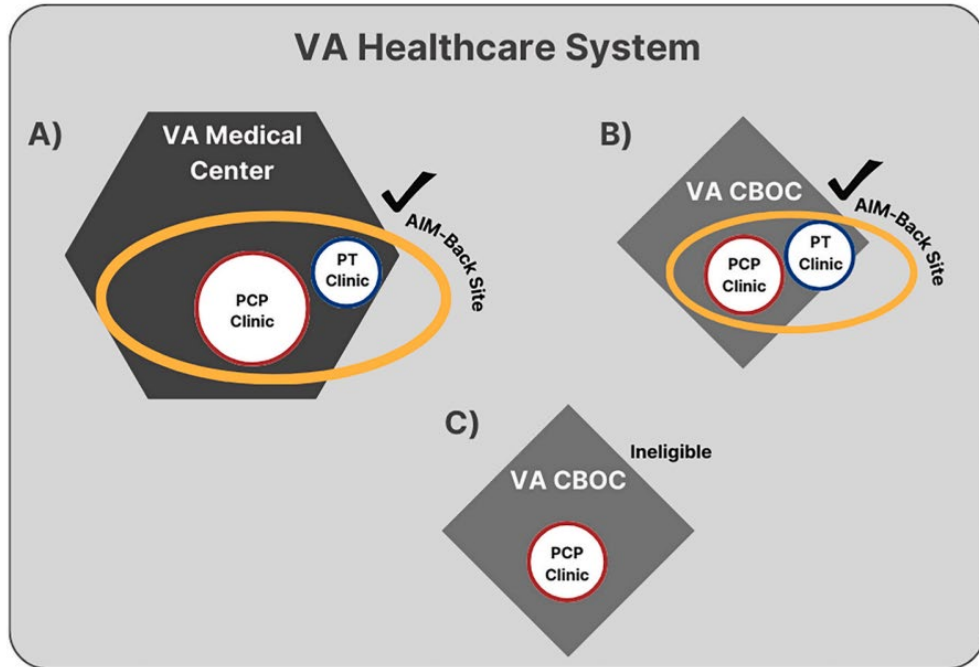 VA Healthcare System
A)
VA Medical
Center
PCP
Clinic
PT
Clinic
AIM-Back Site
B)
VA CBOC
PCP
Clinic
PT
Clinic
AIM-Back Site
C)
VA CBOC
Ineligible
PCP
Clinic